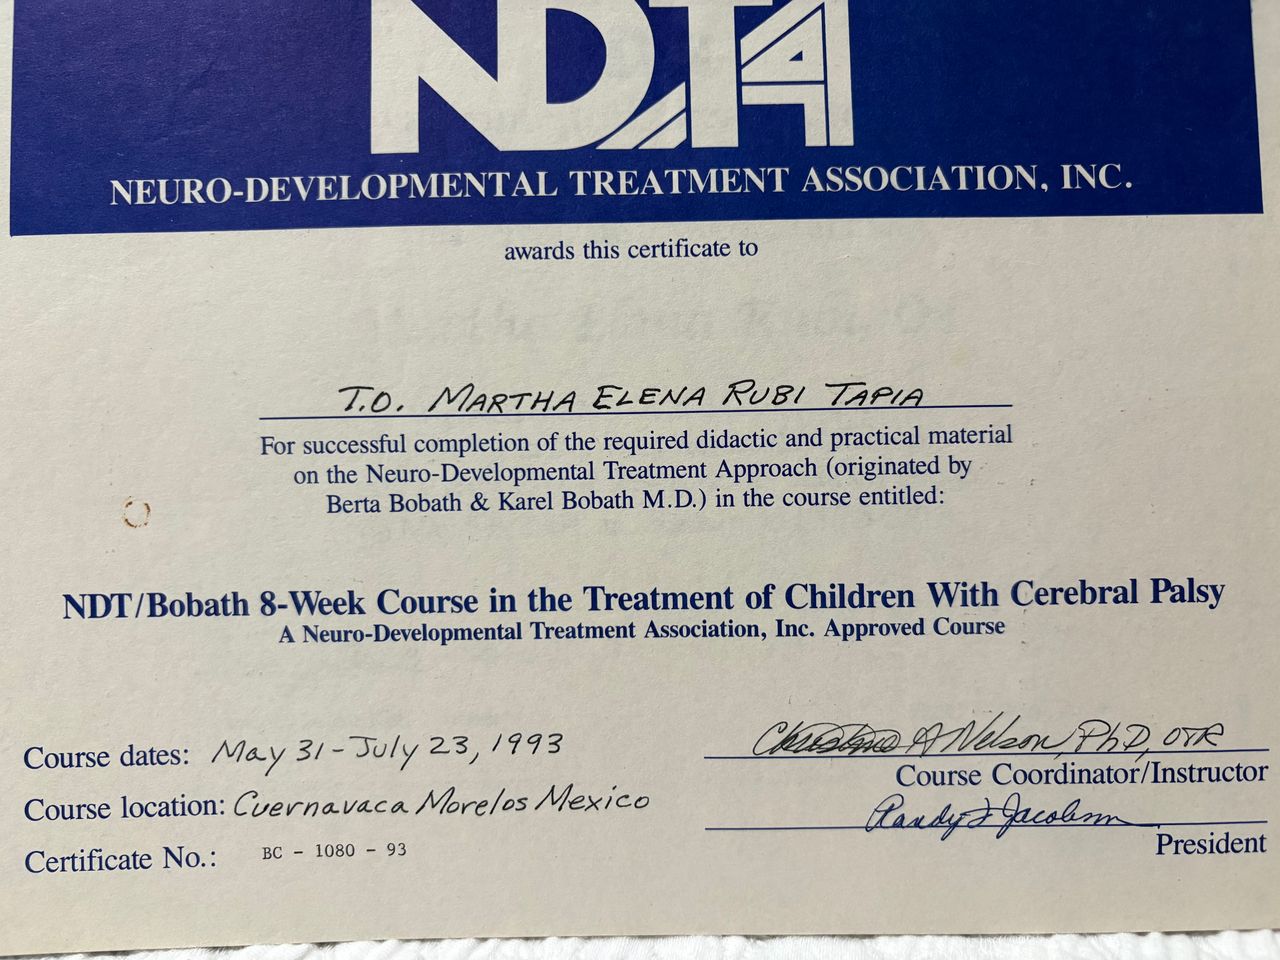 NDTA
NEURO-DEVELOPMENTAL TREATMENT ASSOCIATION, INC.
awards this certificate to
T.O. MARTHA ELENA RUBI TAPIA
For successful completion of the required didactic and practical material
on the Neuro-Developmental Treatment Approach (originated by
Berta Bobath & Karel Bobath M.D.) in the course entitled:
NDT/Bobath 8-Week Course in the Treatment of Children With Cerebral Palsy
A Neuro-Developmental Treatment Association, Inc. Approved Course
Course dates: May 31 - July 23, 1993
Christine A Nelson, PhD, OTR
Course Coordinator/Instructor
Course location: Cuernavaca Morelos Mexico
Randy J Jacobson
President
Certificate No.: BC - 1080 - 93